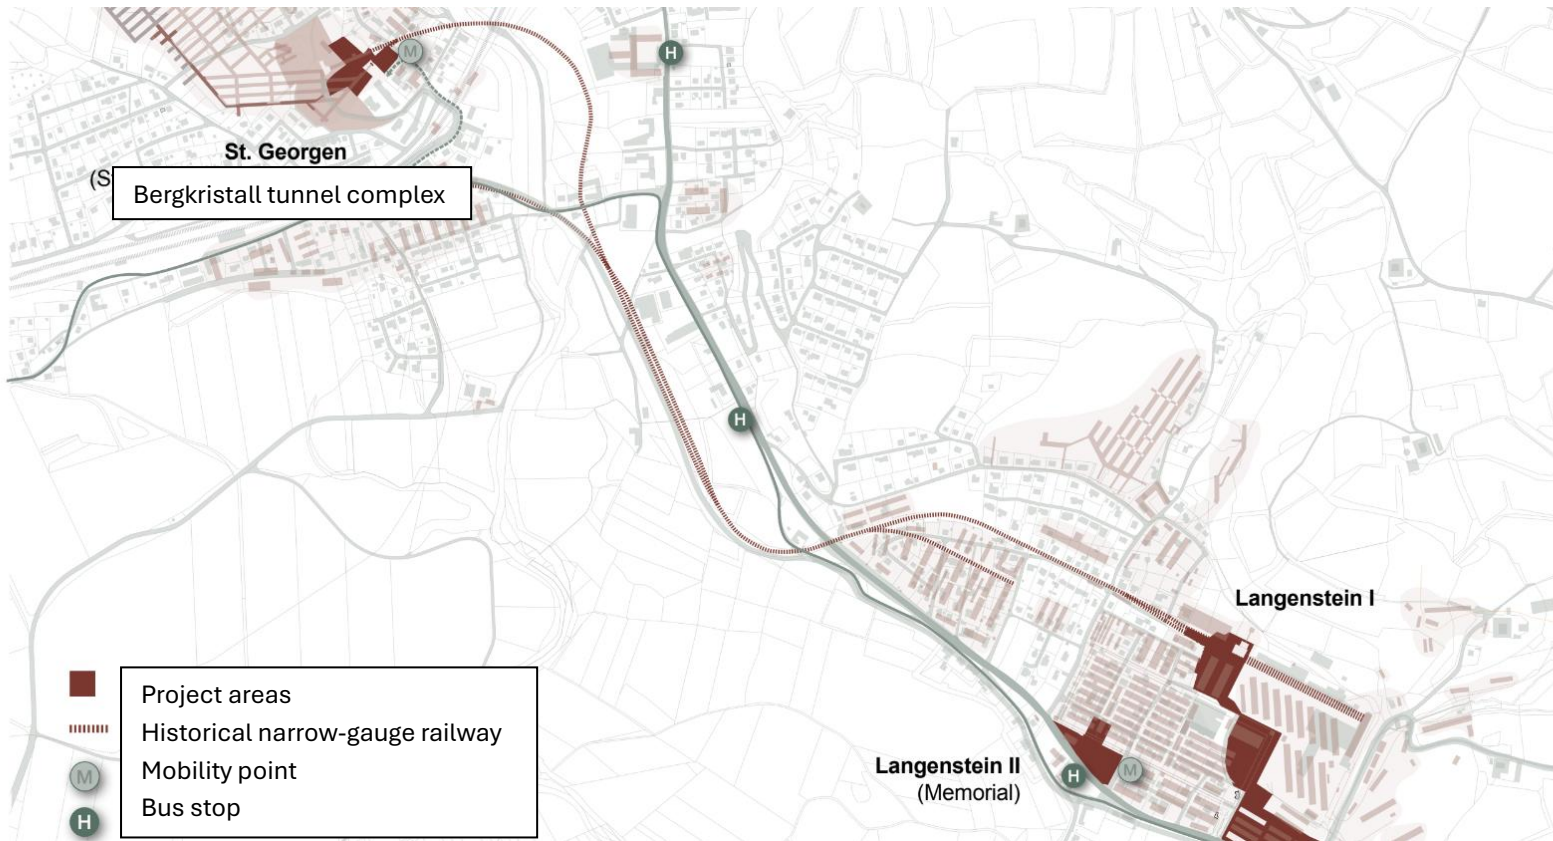 M
H
St. Georgen
(S
Bergkristall tunnel complex
H
Langenstein I
Project areas
Historical narrow-gauge railway
M Mobility point
H Bus stop
Langenstein II
(Memorial)
H
M